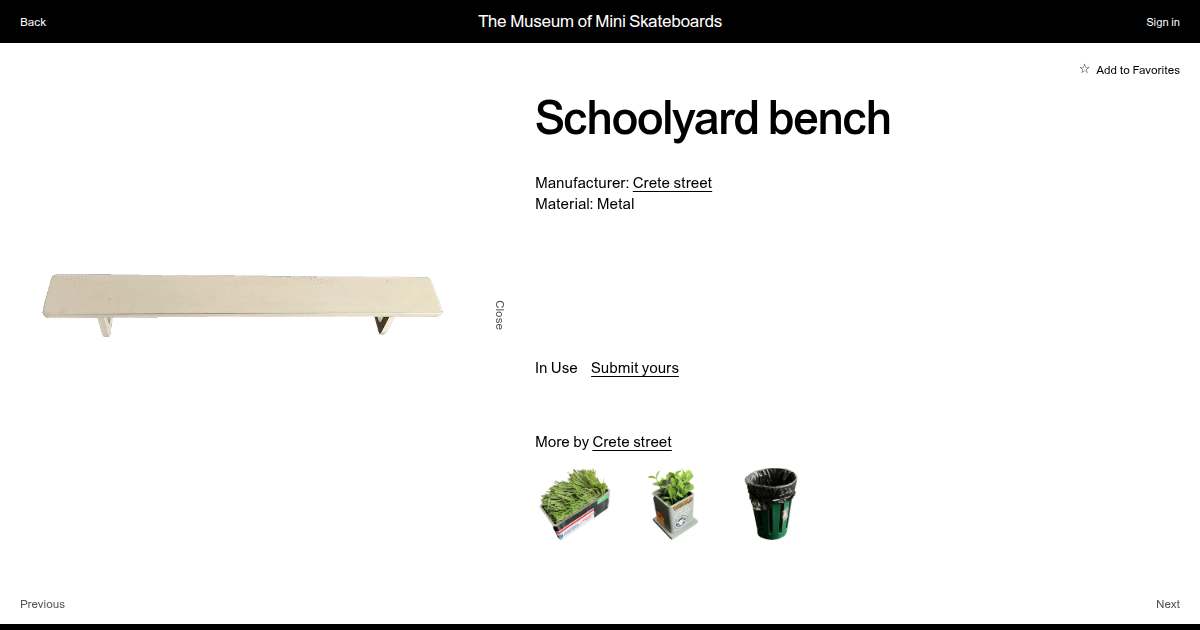 Back
The Museum of Mini Skateboards
Sign in
☆ Add to Favorites
Schoolyard bench
Manufacturer: Crete street
Material: Metal
Close
In Use Submit yours
More by Crete street
Previous
Next